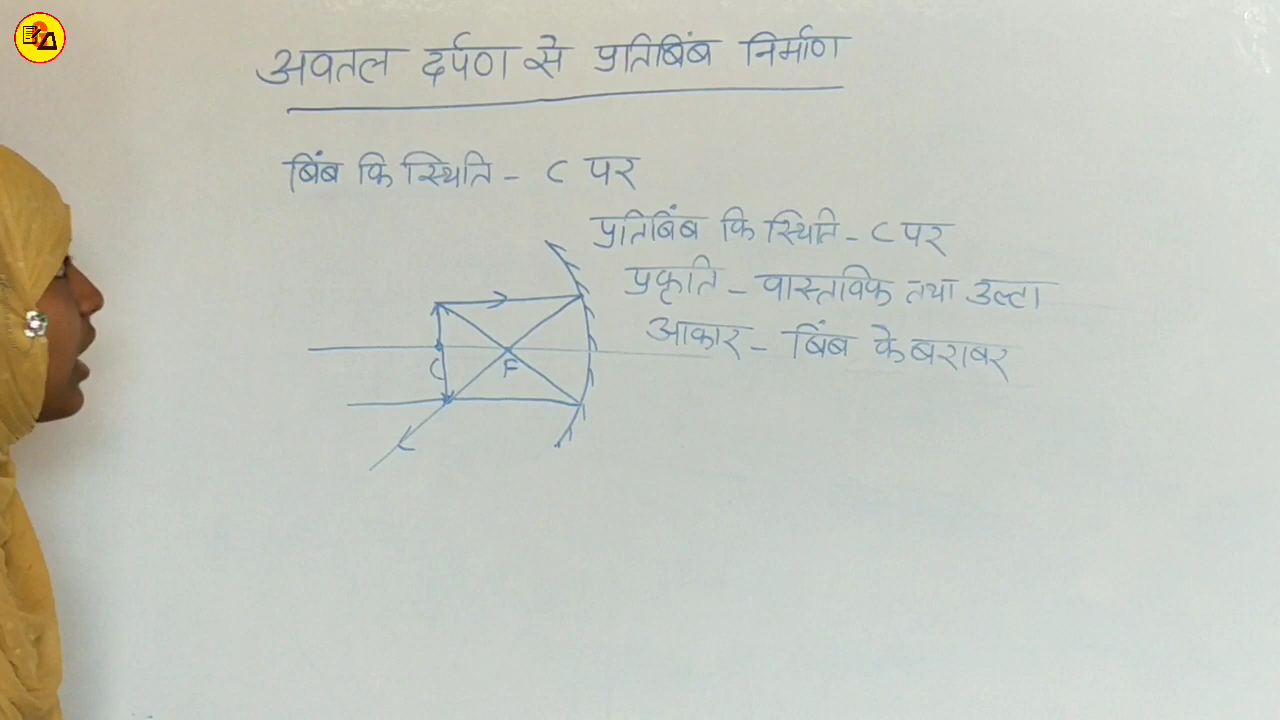 अवतल दर्पण से प्रतिबिंब निर्माण
बिंब कि स्थिति - C पर
प्रतिबिंब कि स्थिति - C पर
प्रकृति - वास्तविक तथा उल्टा
आकार - बिंब के बराबर
C F